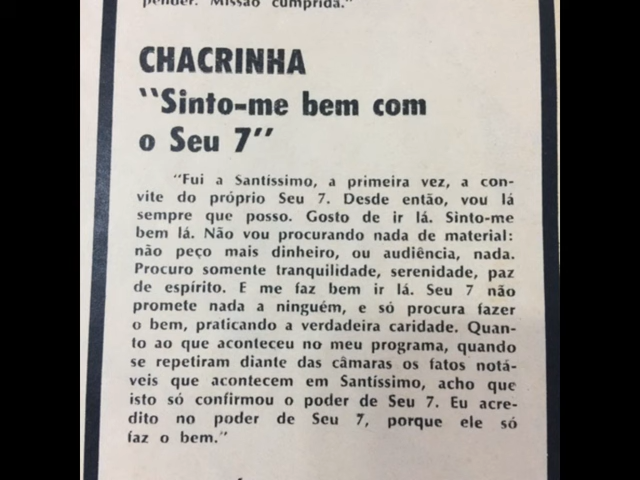 pender. Missão cumprida."
CHACRINHA
"Sinto-me bem com
o Seu 7"
"Fui a Santíssimo, a primeira vez, a con-
vite do próprio Seu 7. Desde então, vou lá
sempre que posso. Gosto de ir lá. Sinto-me
bem lá. Não vou procurando nada de material:
não peço mais dinheiro, ou audiência, nada.
Procuro somente tranquilidade, serenidade, paz
de espírito. E me faz bem ir lá. Seu 7 não
promete nada a ninguém, e só procura fazer
o bem, praticando a verdadeira caridade. Quan-
to ao que aconteceu no meu programa, quando
se repetiram diante das câmaras os fatos notá-
veis que acontecem em Santíssimo, acho que
isto só confirmou o poder de Seu 7. Eu acre-
dito no poder de Seu 7, porque ele só
faz o bem."